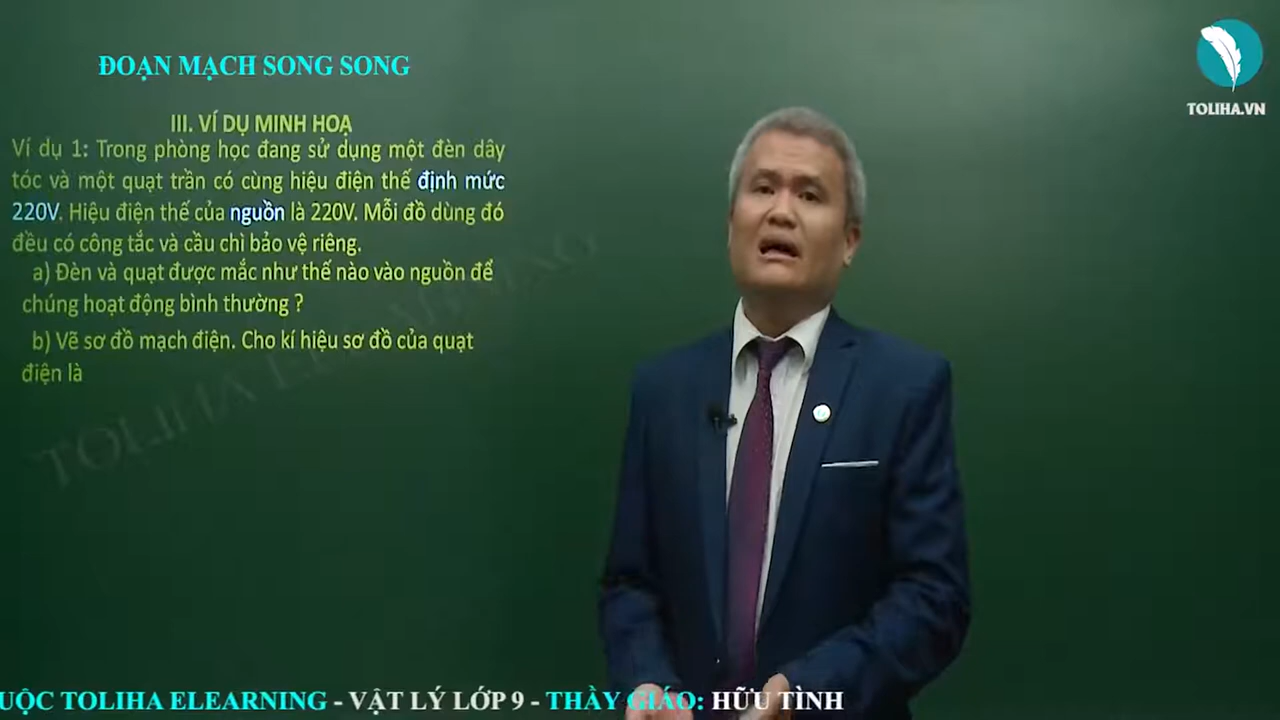 ĐOẠN MẠCH SONG SONG
TOLIHA.VN
III. VÍ DỤ MINH HOẠ
Ví dụ 1: Trong phòng học đang sử dụng một đèn dây
tóc và một quạt trần có cùng hiệu điện thế định mức
220V. Hiệu điện thế của nguồn là 220V. Mỗi đồ dùng đó
đều có công tắc và cầu chì bảo vệ riêng.
a) Đèn và quạt được mắc như thế nào vào nguồn để
chúng hoạt động bình thường ?
b) Vẽ sơ đồ mạch điện. Cho kí hiệu sơ đồ của quạt
điện là
UỘC TOLIHA ELEARNING - VẬT LÝ LỚP 9 - THẦY GIÁO: HỮU TÌNH